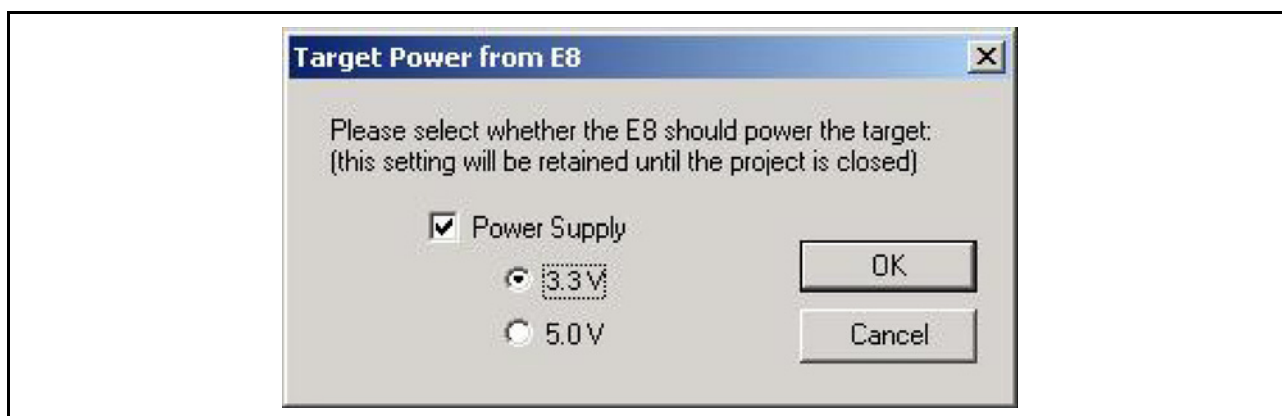 Target Power from E8
Please select whether the E8 should power the target:
(this setting will be retained until the project is closed)
Power Supply
3.3 V
5.0 V
OK
Cancel